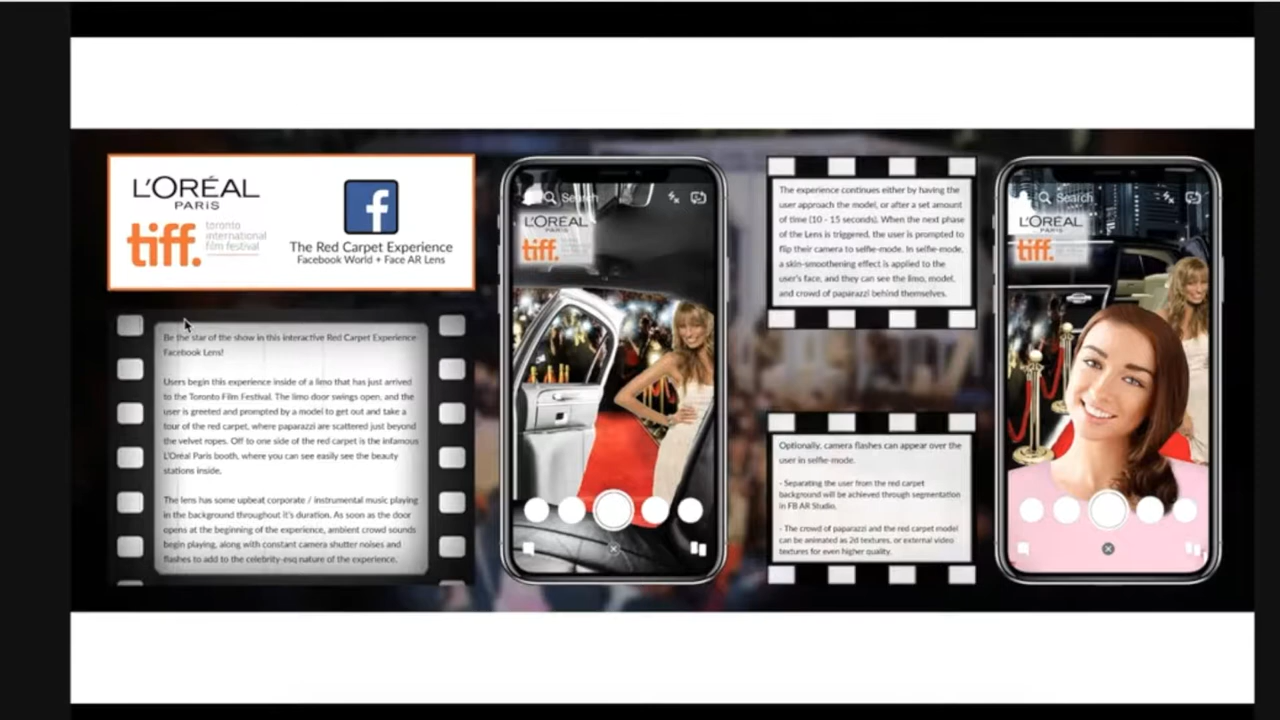 L'ORÉAL
PARIS
tiff.
toronto
international
film festival
f
The Red Carpet Experience
Facebook World + Face AR Lens
Be the star of the show in this interactive Red Carpet Experience
Facebook Lens!
Users begin this experience inside of a limo that has just arrived
to the Toronto Film Festival. The limo door swings open, and the
user is greeted and prompted by a model to get out and take a
tour of the red carpet, where paparazzi are scattered just beyond
the velvet ropes. Off to one side of the red carpet is the infamous
L'Oréal Paris booth, where you can see easily see the beauty
stations inside.
The lens has some upbeat corporate / instrumental music playing
in the background throughout it's duration. As soon as the door
opens at the beginning of the experience, ambient crowd sounds
begin playing, along with constant camera shutter noises and
flashes to add to the celebrity-esq nature of the experience.
Search
L'ORÉAL
PARIS
tiff.
The experience continues either by having the
user approach the model, or after a set amount
of time (10 - 15 seconds). When the next phase
of the Lens is triggered, the user is prompted to
flip their camera to selfie-mode. In selfie-mode,
a skin-smoothening effect is applied to the
user's face, and they can see the limo, model,
and crowd of paparazzi behind themselves.
Optionally, camera flashes can appear over the
user in selfie-mode.
- Separating the user from the red carpet
background will be achieved through segmentation
in FB AR Studio.
- The crowd of paparazzi and the red carpet model
can be animated as 2d textures, or external video
textures for even higher quality.
Search
L'ORÉAL
PARIS
tiff.